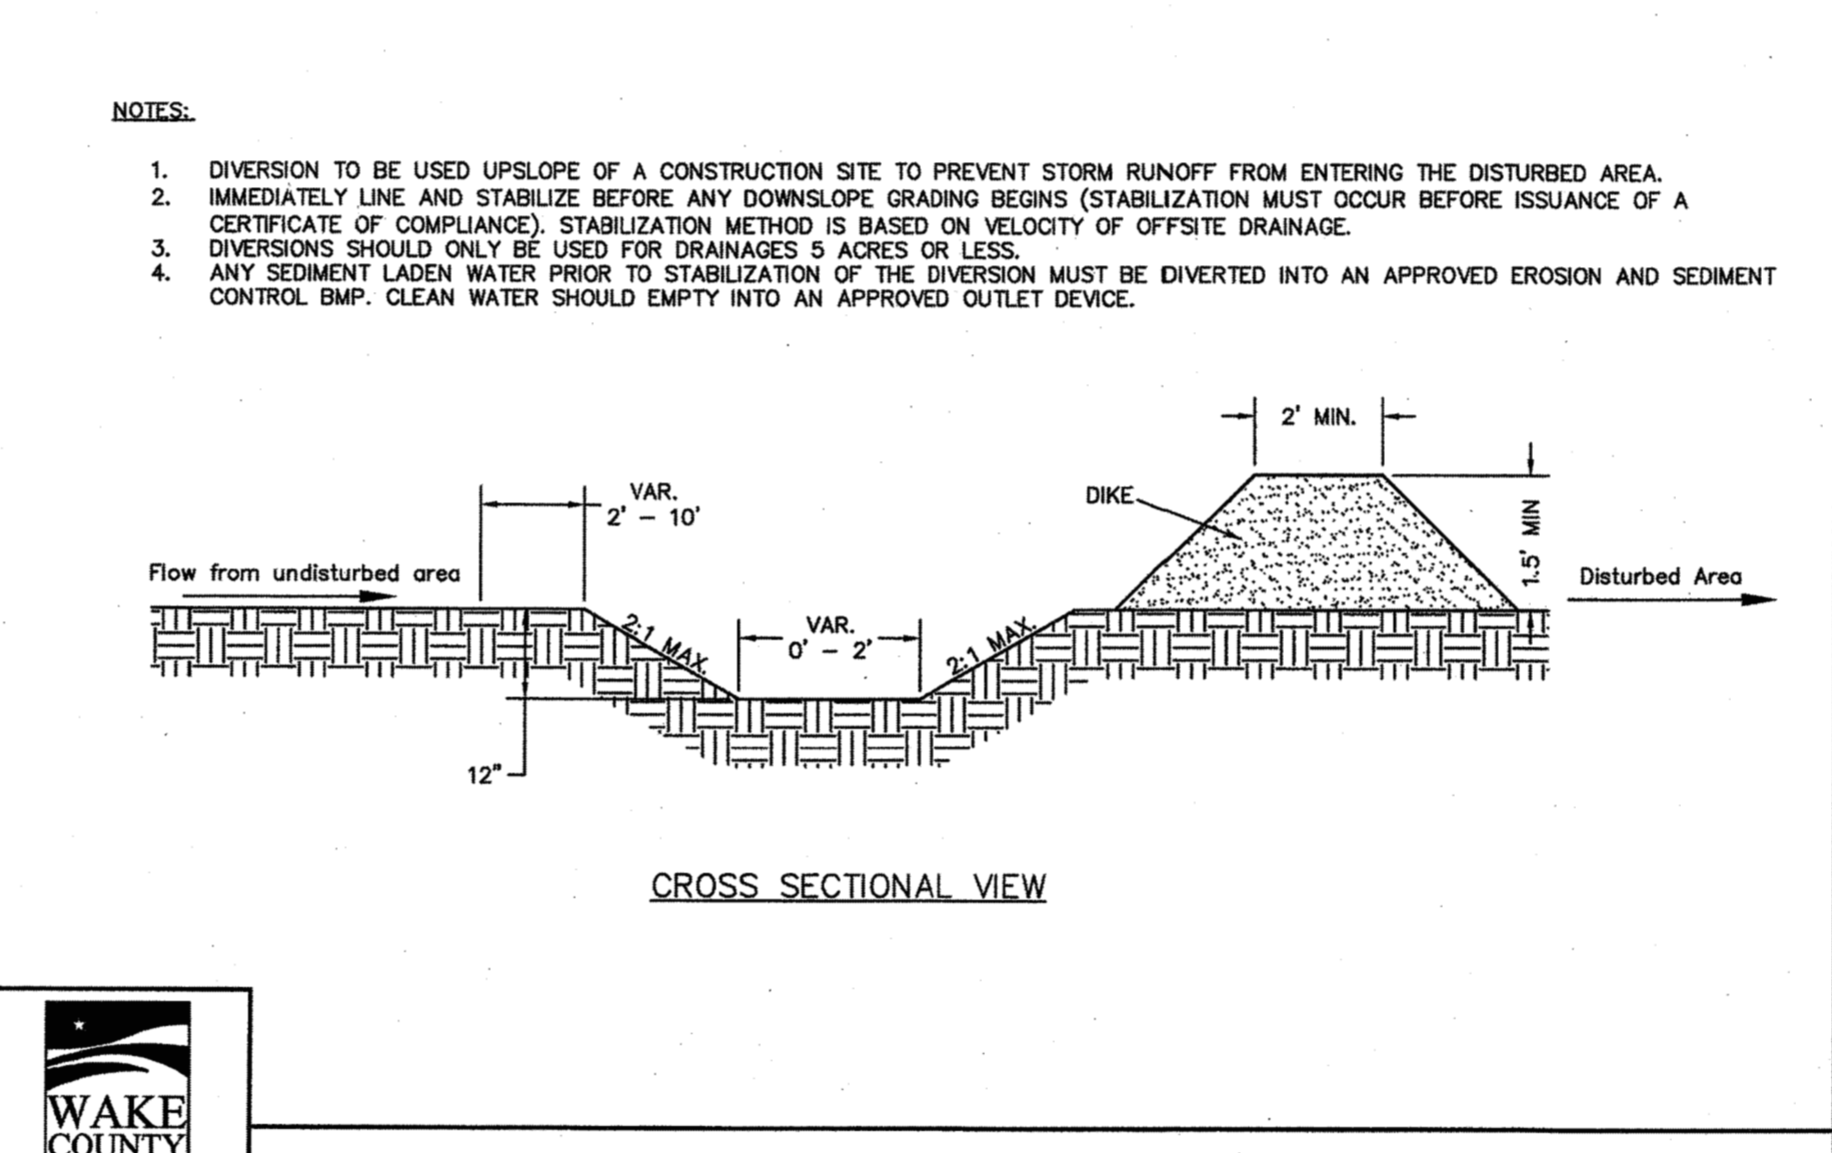 NOTES:
1. DIVERSION TO BE USED UPSLOPE OF A CONSTRUCTION SITE TO PREVENT STORM RUNOFF FROM ENTERING THE DISTURBED AREA.
2. IMMEDIATELY LINE AND STABILIZE BEFORE ANY DOWNSLOPE GRADING BEGINS (STABILIZATION MUST OCCUR BEFORE ISSUANCE OF A
CERTIFICATE OF COMPLIANCE). STABILIZATION METHOD IS BASED ON VELOCITY OF OFFSITE DRAINAGE.
3. DIVERSIONS SHOULD ONLY BE USED FOR DRAINAGES 5 ACRES OR LESS.
4. ANY SEDIMENT LADEN WATER PRIOR TO STABILIZATION OF THE DIVERSION MUST BE DIVERTED INTO AN APPROVED EROSION AND SEDIMENT
CONTROL BMP. CLEAN WATER SHOULD EMPTY INTO AN APPROVED OUTLET DEVICE.
2' MIN.
VAR.
2' - 10'
DIKE
1.5' MIN
Flow from undisturbed area
Disturbed Area
2:1 MAX.
VAR.
0' - 2'
2:1 MAX.
12"
CROSS SECTIONAL VIEW
WAKE
COUNTY